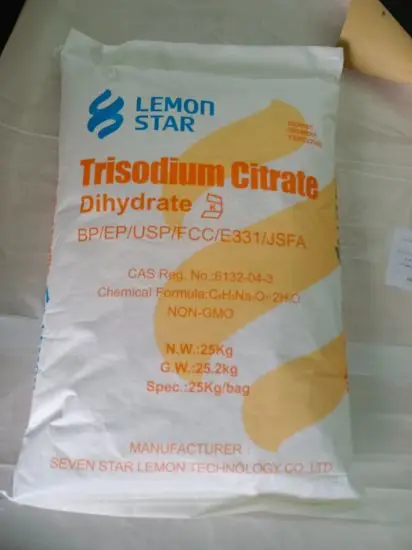 LEMON
STAR
Trisodium Citrate
Dihydrate
BP/EP/USP/FCC/E331/JSFA
CAS Reg. No.:6132-04-3
Chemical Formula:C₆H₅Na₃O₇·2H₂O
NON-GMO
N.W.:25Kg
G.W.:25.2kg
Spec.:25Kg/bag
MANUFACTURER :
SEVEN STAR LEMON TECHNOLOGY CO.,LTD